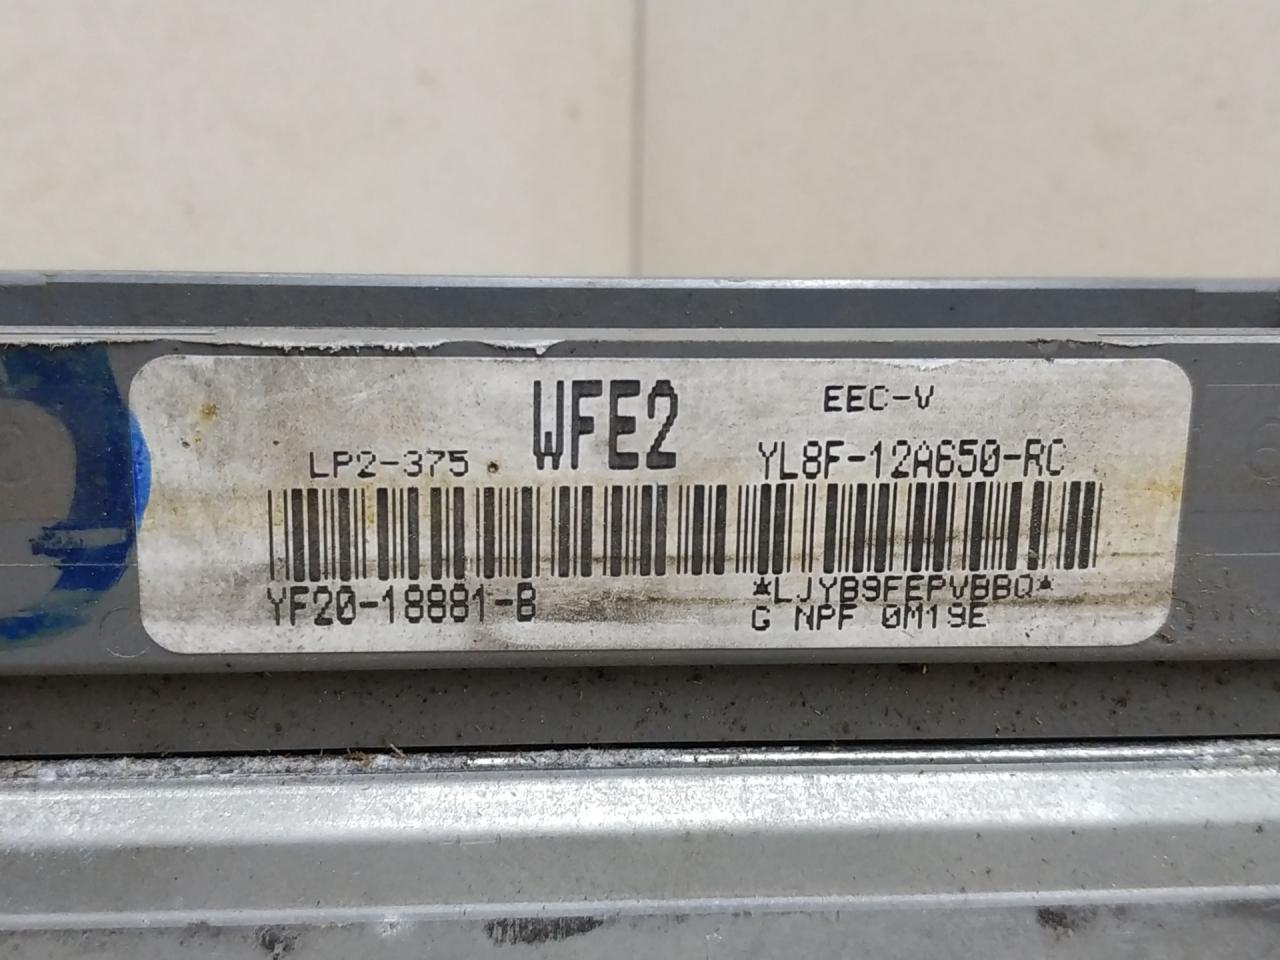 WFE2
EEC-V
LP2-375
YL8F-12A650-RC
YF20-18881-B
*LJYB9FEPVBBQ*
G NPF 0M19E